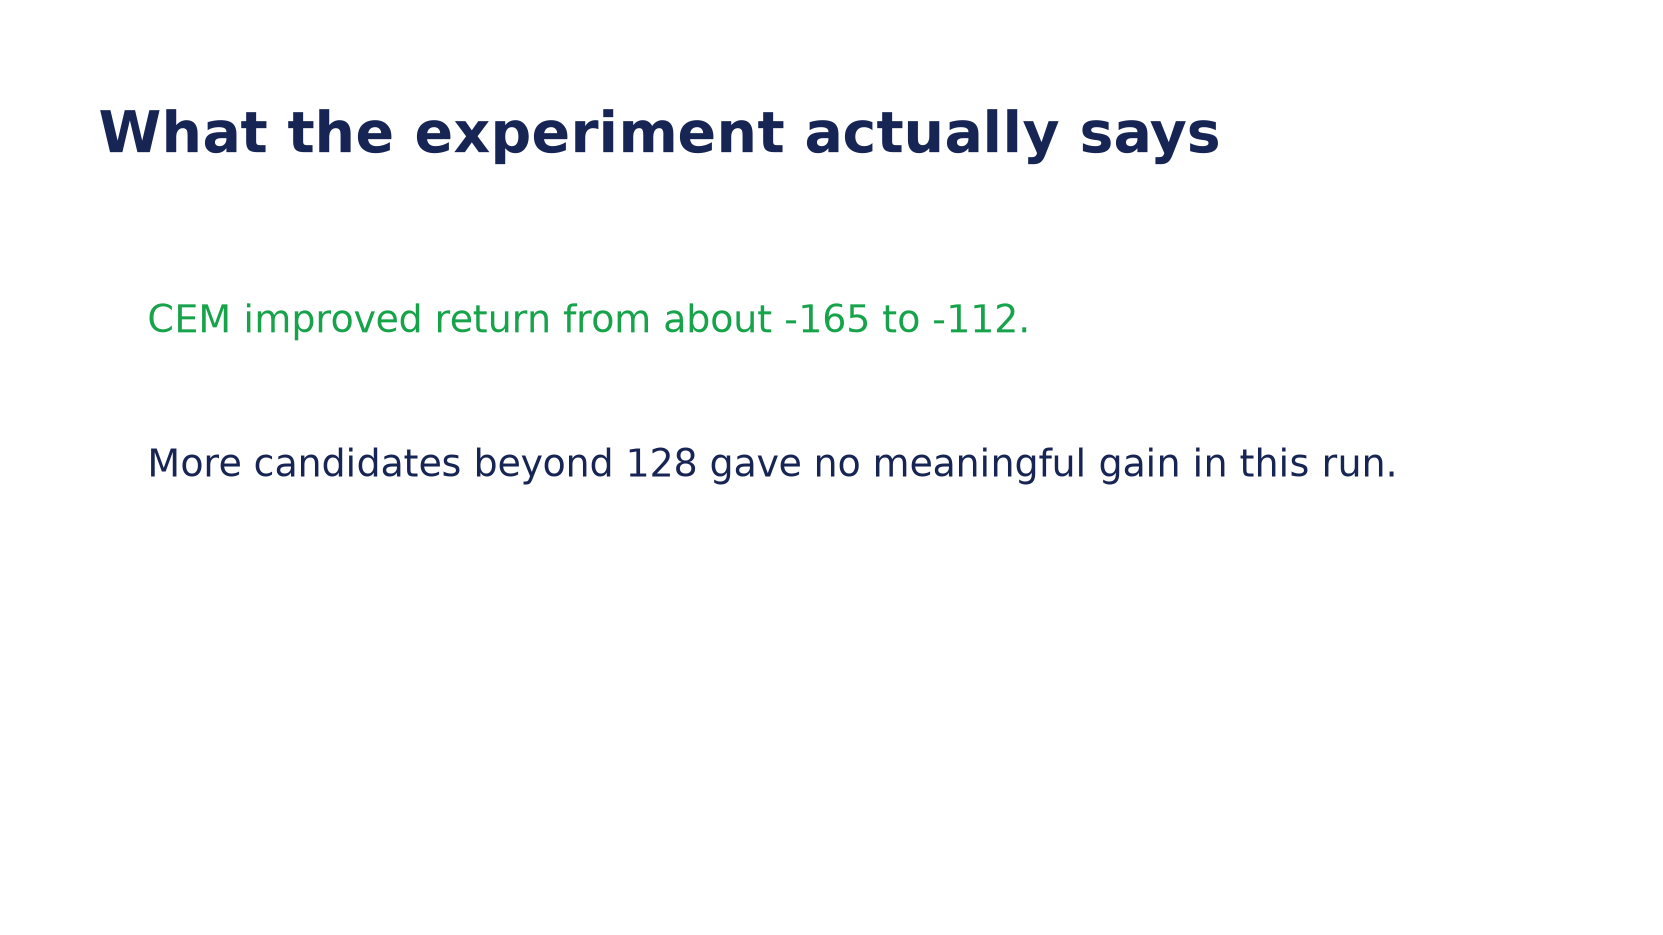 What the experiment actually says
CEM improved return from about -165 to -112.
More candidates beyond 128 gave no meaningful gain in this run.